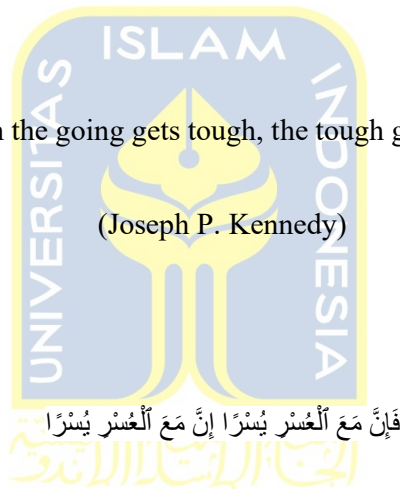 ISLAM
UNIVERSITAS
INDONESIA
n the going gets tough, the tough g
(Joseph P. Kennedy)
فَإِنَّ مَعَ ٱلْعُسْرِ يُسْرًا إِنَّ مَعَ ٱلْعُسْرِ يُسْرًا